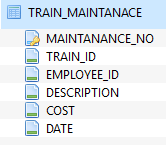 TRAIN_MAINTANACE
MAINTANANCE_NO
TRAIN_ID
EMPLOYEE_ID
DESCRIPTION
COST
DATE